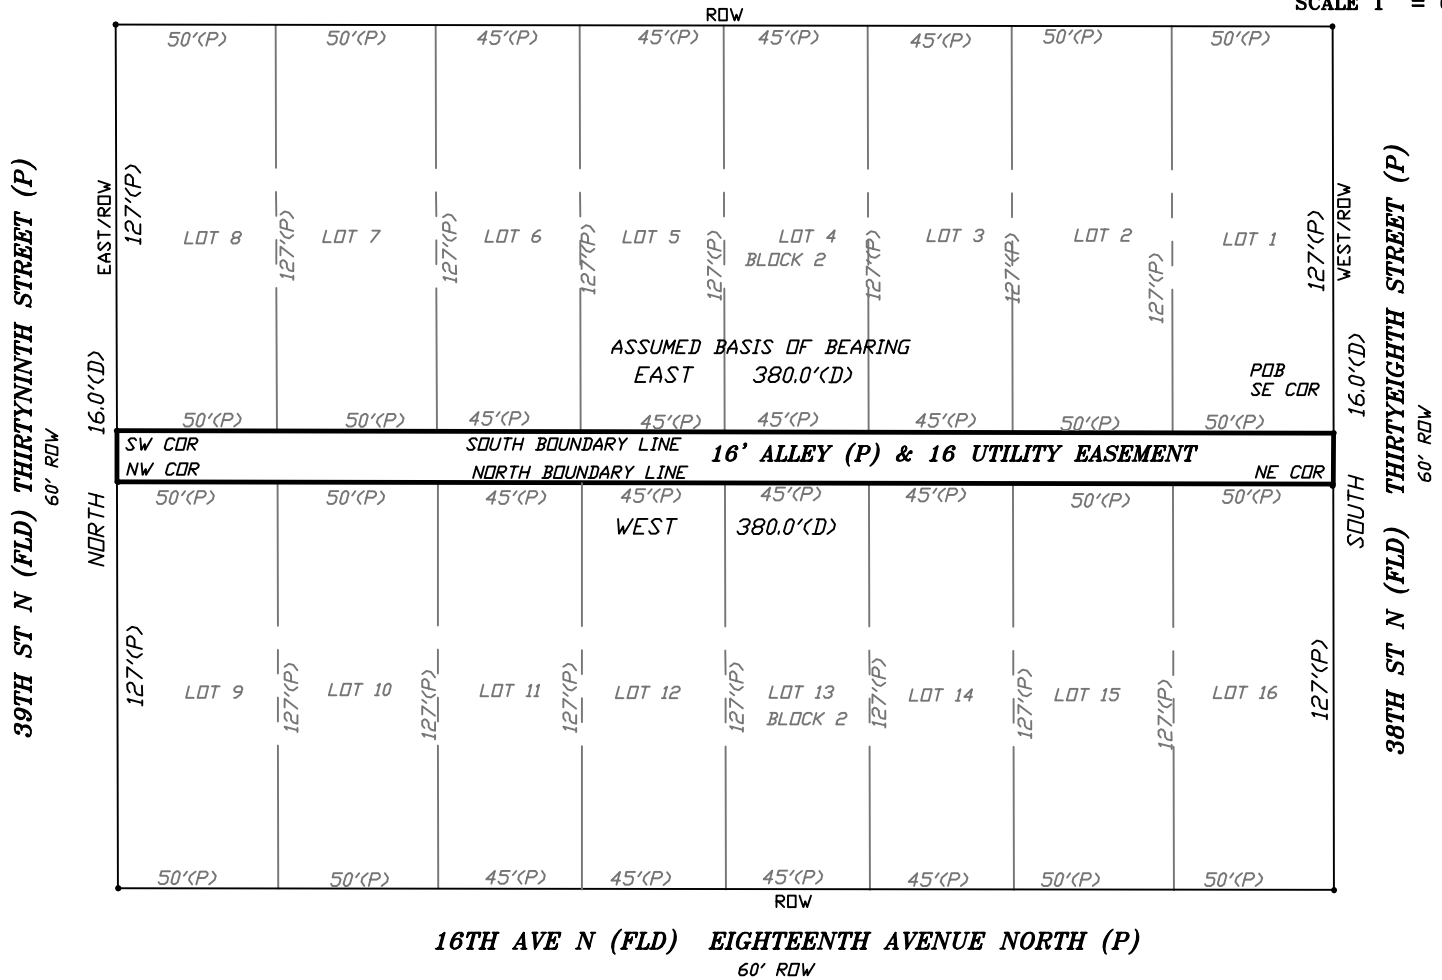 SCALE 1" =
ROW
50'(P) 50'(P) 45'(P) 45'(P) 45'(P) 45'(P) 50'(P) 50'(P)
39TH ST N (FLD) THIRTYNINTH STREET (P)
60' ROW
EAST/ROW
127'(P)
LOT 8 127'(P) LOT 7 127'(P) LOT 6 127'(P) LOT 5 127'(P) LOT 4 127'(P) LOT 3 127'(P) LOT 2 127'(P) LOT 1 127'(P)
BLOCK 2
WEST/ROW
38TH ST N (FLD) THIRTYEIGHTH STREET (P)
60' ROW
ASSUMED BASIS OF BEARING
EAST 380.0'(D)
POB
SE COR
16.0'(D)
16.0'(D)
50'(P) 50'(P) 45'(P) 45'(P) 45'(P) 45'(P) 50'(P) 50'(P)
SW COR SOUTH BOUNDARY LINE
16' ALLEY (P) & 16 UTILITY EASEMENT
NW COR NORTH BOUNDARY LINE NE COR
50'(P) 50'(P) 45'(P) 45'(P) 45'(P) 45'(P) 50'(P) 50'(P)
NORTH
WEST 380.0'(D)
SOUTH
127'(P)
LOT 9 127'(P) LOT 10 127'(P) LOT 11 127'(P) LOT 12 127'(P) LOT 13 127'(P) LOT 14 127'(P) LOT 15 127'(P) LOT 16 127'(P)
BLOCK 2
50'(P) 50'(P) 45'(P) 45'(P) 45'(P) 45'(P) 50'(P) 50'(P)
ROW
16TH AVE N (FLD) EIGHTEENTH AVENUE NORTH (P)
60' ROW